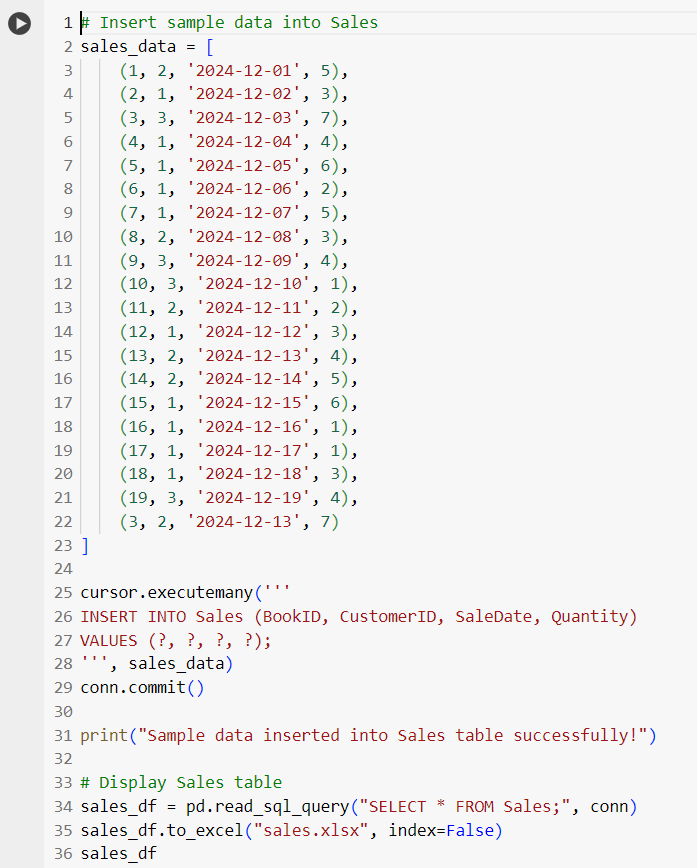 1 # Insert sample data into Sales
2 sales_data = [
3     (1, 2, '2024-12-01', 5),
4     (2, 1, '2024-12-02', 3),
5     (3, 3, '2024-12-03', 7),
6     (4, 1, '2024-12-04', 4),
7     (5, 1, '2024-12-05', 6),
8     (6, 1, '2024-12-06', 2),
9     (7, 1, '2024-12-07', 5),
10     (8, 2, '2024-12-08', 3),
11     (9, 3, '2024-12-09', 4),
12     (10, 3, '2024-12-10', 1),
13     (11, 2, '2024-12-11', 2),
14     (12, 1, '2024-12-12', 3),
15     (13, 2, '2024-12-13', 4),
16     (14, 2, '2024-12-14', 5),
17     (15, 1, '2024-12-15', 6),
18     (16, 1, '2024-12-16', 1),
19     (17, 1, '2024-12-17', 1),
20     (18, 1, '2024-12-18', 3),
21     (19, 3, '2024-12-19', 4),
22     (3, 2, '2024-12-13', 7)
23 ]
24
25 cursor.executemany('''
26 INSERT INTO Sales (BookID, CustomerID, SaleDate, Quantity)
27 VALUES (?, ?, ?, ?);
28 ''', sales_data)
29 conn.commit()
30
31 print("Sample data inserted into Sales table successfully!")
32
33 # Display Sales table
34 sales_df = pd.read_sql_query("SELECT * FROM Sales;", conn)
35 sales_df.to_excel("sales.xlsx", index=False)
36 sales_df